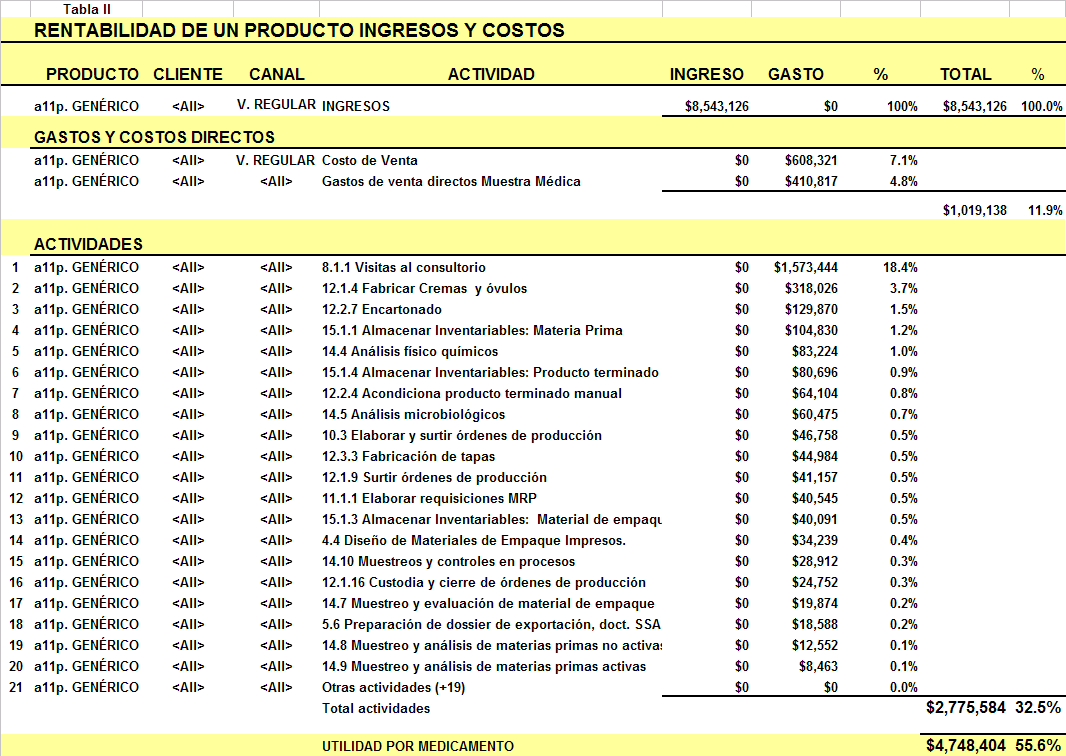 Tabla II
RENTABILIDAD DE UN PRODUCTO INGRESOS Y COSTOS
PRODUCTO CLIENTE CANAL ACTIVIDAD INGRESO GASTO % TOTAL %
a11p. GENÉRICO <All> V. REGULAR INGRESOS $8,543,126 $0 100% $8,543,126 100.0%
GASTOS Y COSTOS DIRECTOS
a11p. GENÉRICO <All> V. REGULAR Costo de Venta $0 $608,321 7.1%
a11p. GENÉRICO <All> <All> Gastos de venta directos Muestra Médica $0 $410,817 4.8%
$1,019,138 11.9%
ACTIVIDADES
1 a11p. GENÉRICO <All> <All> 8.1.1 Visitas al consultorio $0 $1,573,444 18.4%
2 a11p. GENÉRICO <All> <All> 12.1.4 Fabricar Cremas y óvulos $0 $318,026 3.7%
3 a11p. GENÉRICO <All> <All> 12.2.7 Encartonado $0 $129,870 1.5%
4 a11p. GENÉRICO <All> <All> 15.1.1 Almacenar Inventariables: Materia Prima $0 $104,830 1.2%
5 a11p. GENÉRICO <All> <All> 14.4 Análisis físico químicos $0 $83,224 1.0%
6 a11p. GENÉRICO <All> <All> 15.1.4 Almacenar Inventariables: Producto terminado $0 $80,696 0.9%
7 a11p. GENÉRICO <All> <All> 12.2.4 Acondiciona producto terminado manual $0 $64,104 0.8%
8 a11p. GENÉRICO <All> <All> 14.5 Análisis microbiológicos $0 $60,475 0.7%
9 a11p. GENÉRICO <All> <All> 10.3 Elaborar y surtir órdenes de producción $0 $46,758 0.5%
10 a11p. GENÉRICO <All> <All> 12.3.3 Fabricación de tapas $0 $44,984 0.5%
11 a11p. GENÉRICO <All> <All> 12.1.9 Surtir órdenes de producción $0 $41,157 0.5%
12 a11p. GENÉRICO <All> <All> 11.1.1 Elaborar requisiciones MRP $0 $40,545 0.5%
13 a11p. GENÉRICO <All> <All> 15.1.3 Almacenar Inventariables: Material de empaqu $0 $40,091 0.5%
14 a11p. GENÉRICO <All> <All> 4.4 Diseño de Materiales de Empaque Impresos. $0 $34,239 0.4%
15 a11p. GENÉRICO <All> <All> 14.10 Muestreos y controles en procesos $0 $28,912 0.3%
16 a11p. GENÉRICO <All> <All> 12.1.16 Custodia y cierre de órdenes de producción $0 $24,752 0.3%
17 a11p. GENÉRICO <All> <All> 14.7 Muestreo y evaluación de material de empaque $0 $19,874 0.2%
18 a11p. GENÉRICO <All> <All> 5.6 Preparación de dossier de exportación, doct. SSA $0 $18,588 0.2%
19 a11p. GENÉRICO <All> <All> 14.8 Muestreo y análisis de materias primas no activas $0 $12,552 0.1%
20 a11p. GENÉRICO <All> <All> 14.9 Muestreo y análisis de materias primas activas $0 $8,463 0.1%
21 a11p. GENÉRICO <All> <All> Otras actividades (+19) $0 $0 0.0%
Total actividades $2,775,584 32.5%
UTILIDAD POR MEDICAMENTO $4,748,404 55.6%